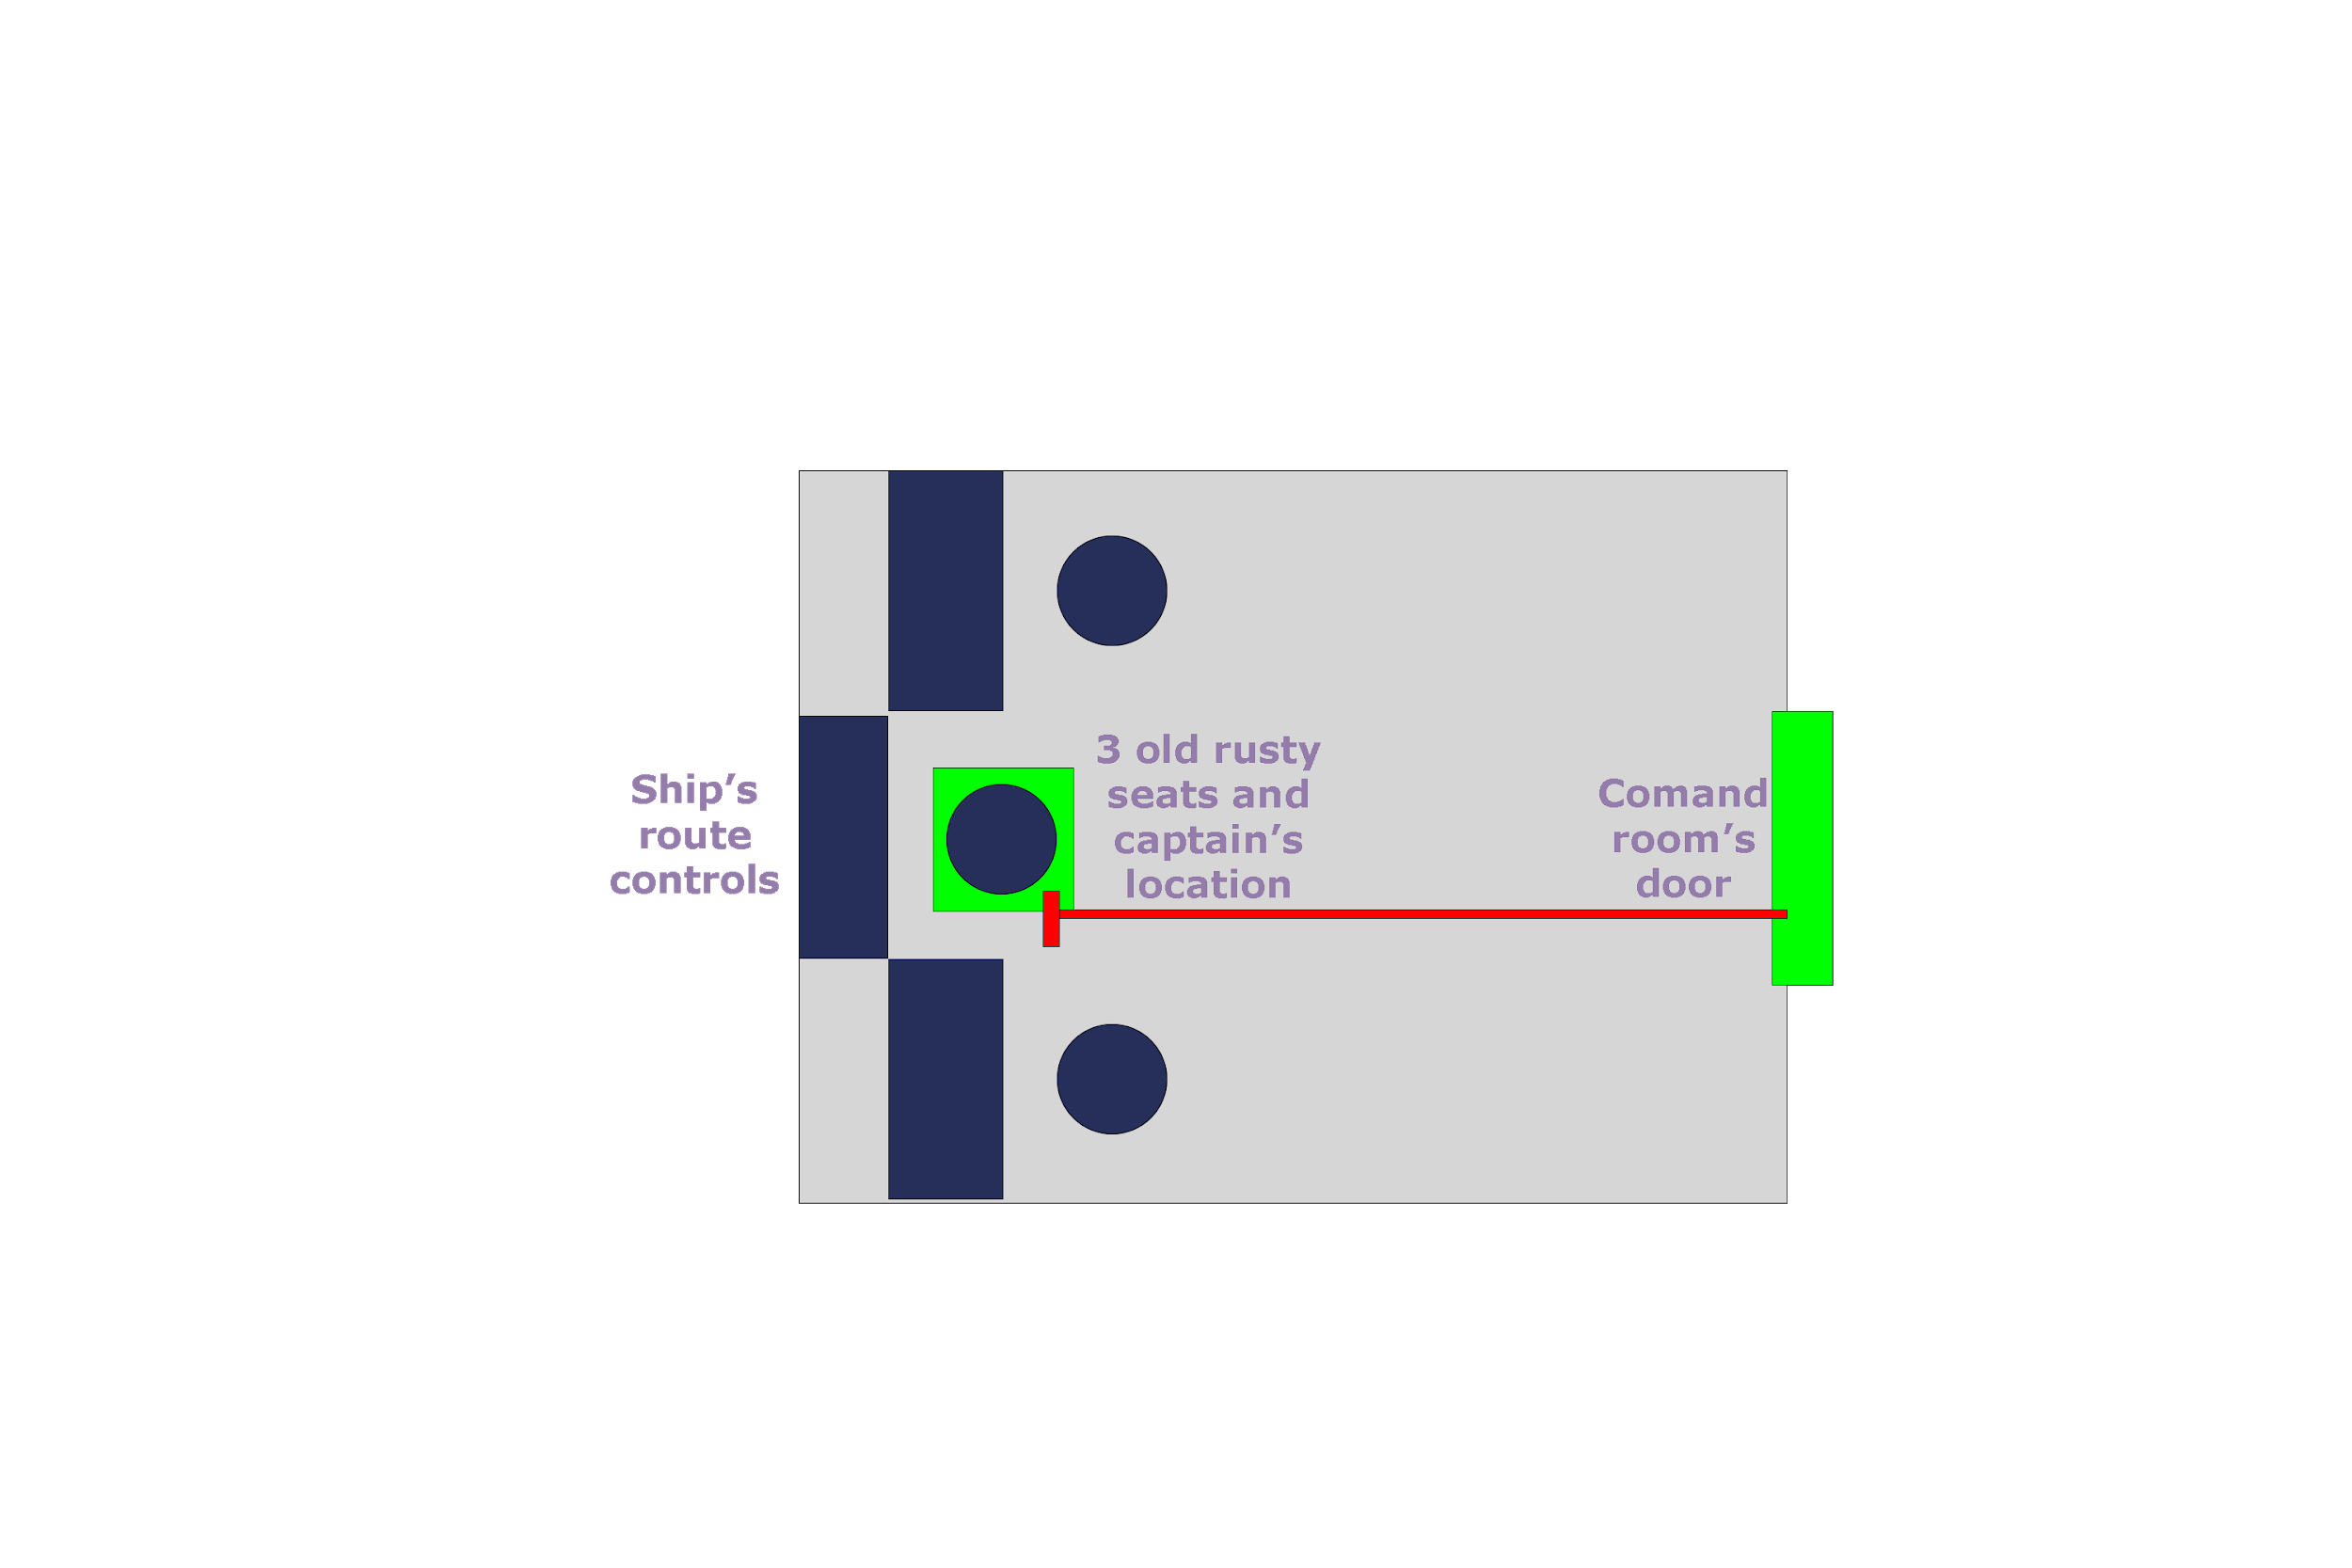 Ship’s
route
controls
3 old rusty
seats and
captain’s
location
Comand
room’s
door